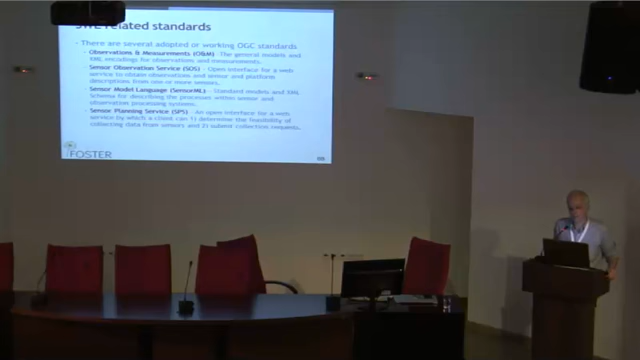 SWE related standards
- There are several adopted or working OGC standards
- Observations & Measurements (O&M) – The general models and
XML encodings for observations and measurements.
- Sensor Observation Service (SOS) – Open interface for a web
service to obtain observations and sensor and platform
descriptions from one or more sensors.
- Sensor Model Language (SensorML) – Standard models and XML
Schema for describing the processes within sensor and
observation processing systems.
- Sensor Planning Service (SPS) – An open interface for a web
service by which a client can 1) determine the feasibility of
collecting data from sensors and 2) submit collection requests.
FOSTER